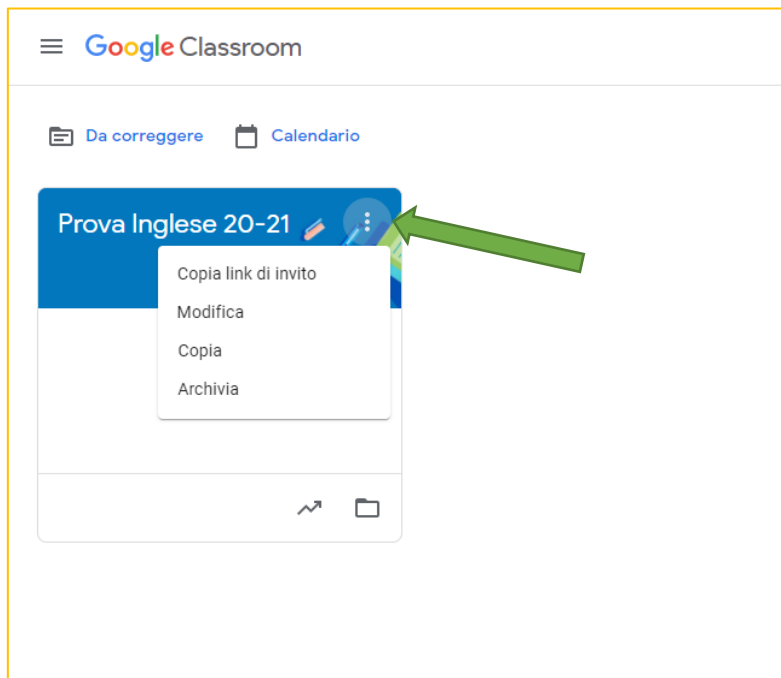 Google Classroom
Da correggere Calendario
Prova Inglese 20-21
Copia link di invito
Modifica
Copia
Archivia